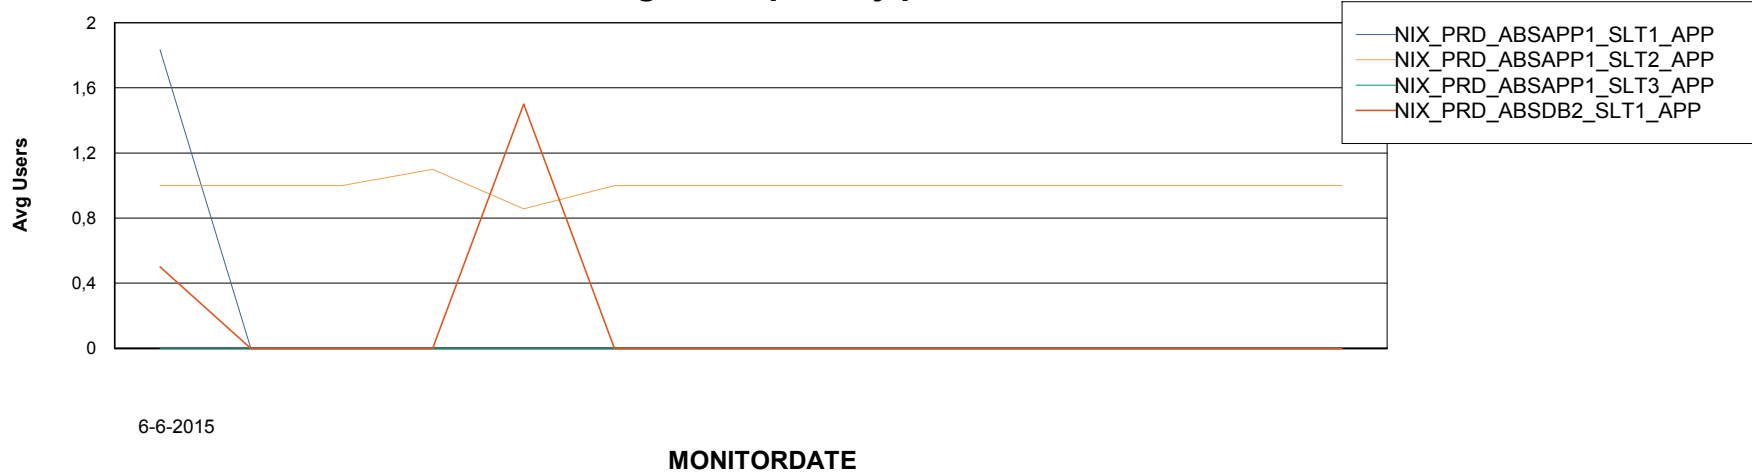 2
1,6
1,2
0,8
0,4
0
Avg Users
NIX_PRD_ABSAPP1_SLT1_APP
NIX_PRD_ABSAPP1_SLT2_APP
NIX_PRD_ABSAPP1_SLT3_APP
NIX_PRD_ABSDB2_SLT1_APP
6-6-2015
MONITORDATE